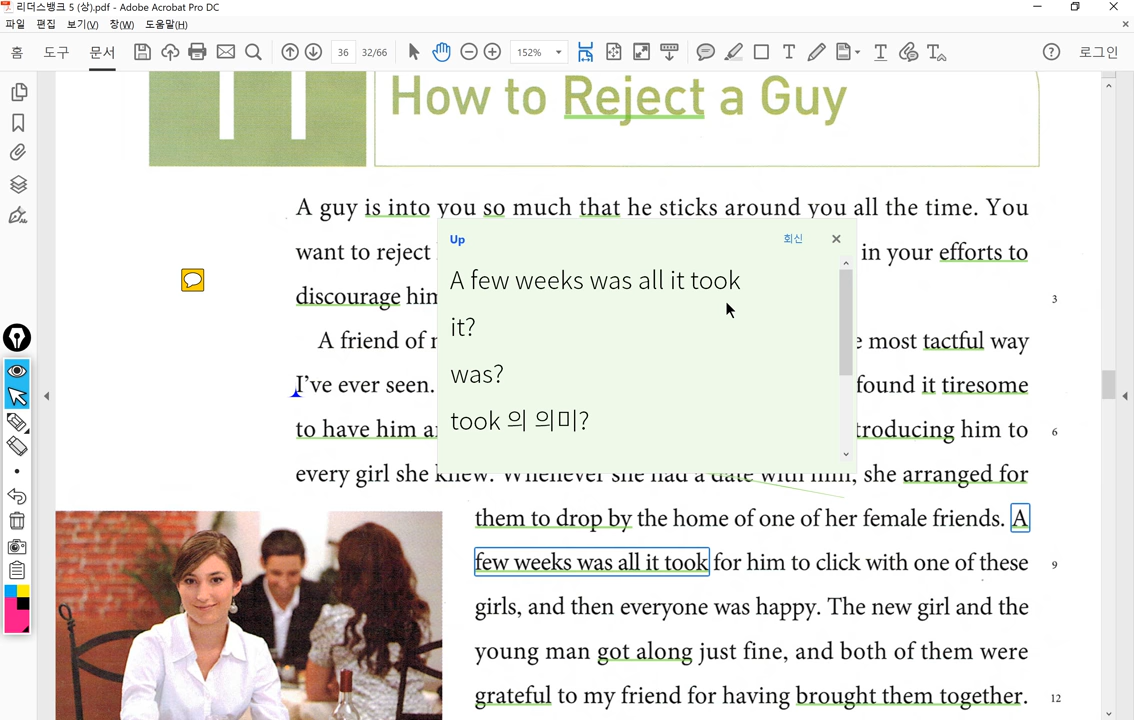 리더스뱅크 5 (상).pdf - Adobe Acrobat Pro DC
파일 편집 보기(V) 창(W) 도움말(H)
홈 도구 문서 36 32/66 152% 로그인
How to Reject a Guy
A guy is into you so much that he sticks around you all the time. You
want to reject in your efforts to
discourage him 3
A friend of most tactful way
I've ever seen. found it tiresome
to have him troducing him to 6
every girl she knew. Whenever she had a date with him, she arranged for
them to drop by the home of one of her female friends. A
few weeks was all it took for him to click with one of these 9
girls, and then everyone was happy. The new girl and the
young man got along just fine, and both of them were
grateful to my friend for having brought them together. 12
Up 회신
A few weeks was all it took
it?
was?
took 의 의미?